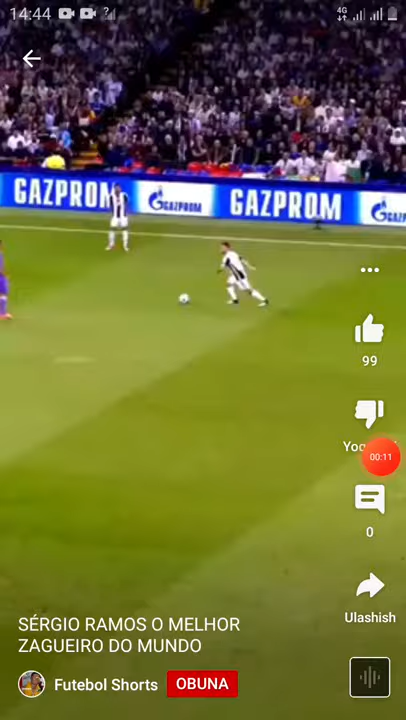 14:44
4G
GAZPROM GAZPROM GAZPROM
99
00:11
0
Ulashish
SÉRGIO RAMOS O MELHOR
ZAGUEIRO DO MUNDO
Futebol Shorts OBUNA